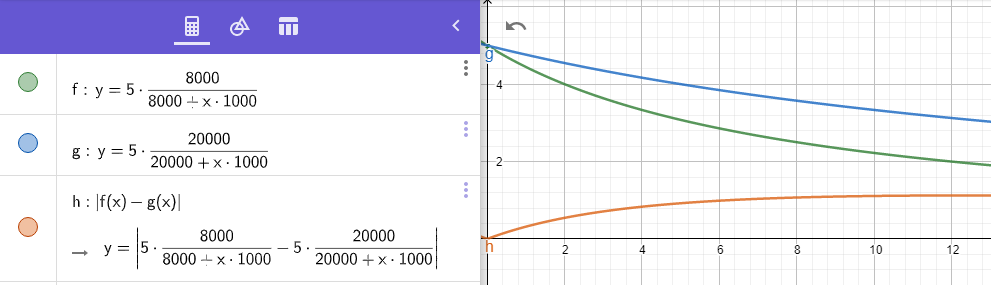 f : y = 5 · 8000 / (8000 + x · 1000)
g : y = 5 · 20000 / (20000 + x · 1000)
h : |f(x) − g(x)|
→ y = |5 · 8000 / (8000 + x · 1000) − 5 · 20000 / (20000 + x · 1000)|
g
4
2
h
2 4 6 8 10 12